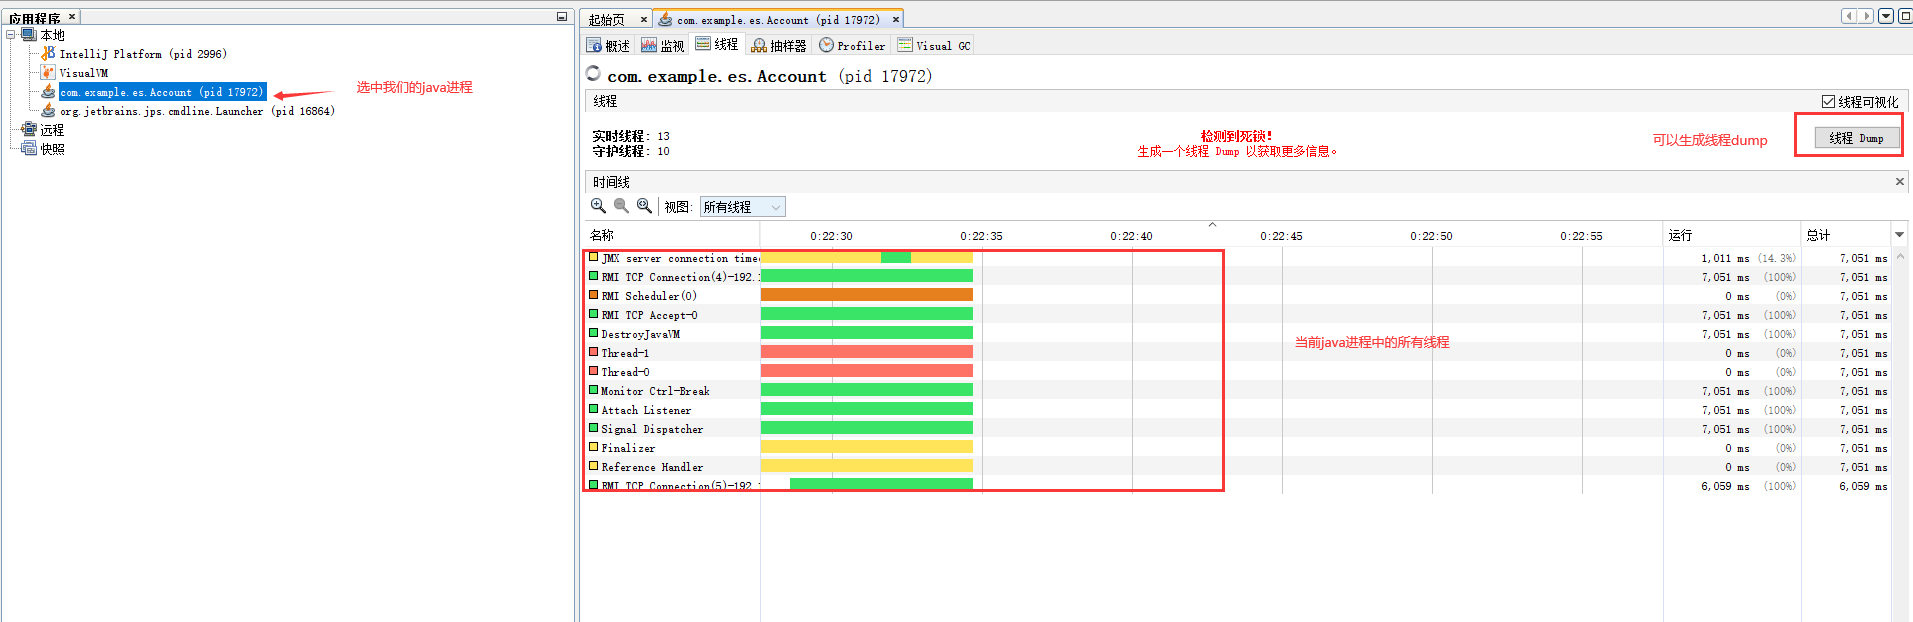 应用程序 ×
本地
IntelliJ Platform (pid 2996)
VisualVM
com.example.es.Account (pid 17972)
选中我们的java进程
org.jetbrains.jps.cmdline.Launcher (pid 16864)
远程
快照
起始页 × com.example.es.Account (pid 17972) ×
概述 监视 线程 抽样器 Profiler Visual GC
com.example.es.Account (pid 17972)
线程 线程可视化
实时线程: 13
守护线程: 10
检测到死锁!
生成一个线程 Dump 以获取更多信息。
可以生成线程dump
线程 Dump
时间线 ×
视图: 所有线程
名称 0:22:30 0:22:35 0:22:40 0:22:45 0:22:50 0:22:55 运行 总计
JMX server connection time 1,011 ms (14.3%) 7,051 ms
RMI TCP Connection(4)-192.1 7,051 ms (100%) 7,051 ms
RMI Scheduler(0) 0 ms (0%) 7,051 ms
RMI TCP Accept-0 7,051 ms (100%) 7,051 ms
DestroyJavaVM 7,051 ms (100%) 7,051 ms
当前java进程中的所有线程
Thread-1 0 ms (0%) 7,051 ms
Thread-0 0 ms (0%) 7,051 ms
Monitor Ctrl-Break 7,051 ms (100%) 7,051 ms
Attach Listener 7,051 ms (100%) 7,051 ms
Signal Dispatcher 7,051 ms (100%) 7,051 ms
Finalizer 0 ms (0%) 7,051 ms
Reference Handler 0 ms (0%) 7,051 ms
RMI TCP Connection(5)-192. 6,059 ms (100%) 6,059 ms